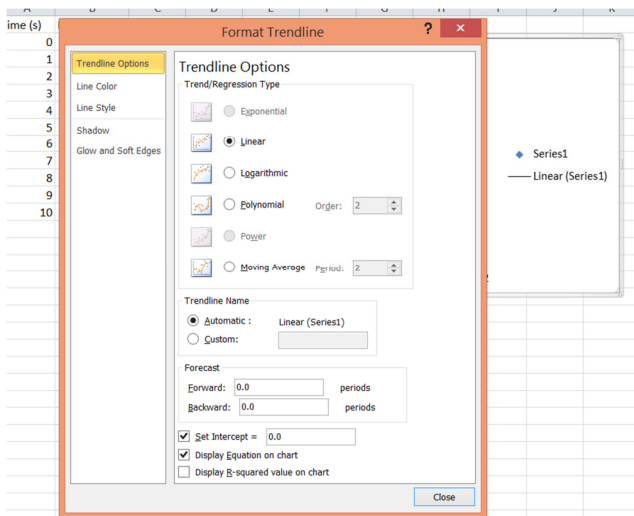 ime (s)
0
1
2
3
4
5
6
7
8
9
10
Format Trendline
?
Trendline Options
Line Color
Line Style
Shadow
Glow and Soft Edges
Trendline Options
Trend/Regression Type
Exponential
Linear
Logarithmic
Polynomial Order: 2
Power
Moving Average Period: 2
Trendline Name
Automatic : Linear (Series1)
Custom:
Forecast
Forward: 0.0 periods
Backward: 0.0 periods
Set Intercept = 0.0
Display Equation on chart
Display R-squared value on chart
Close
Series1
Linear (Series1)